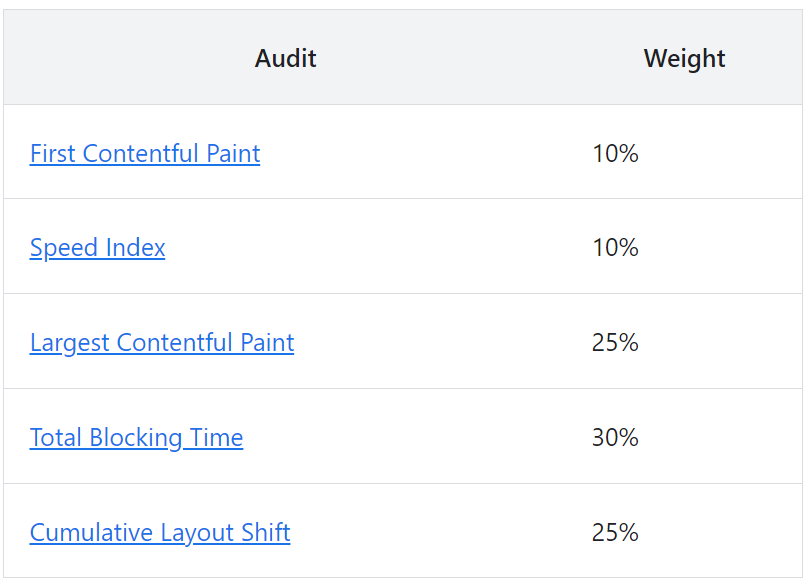 Audit Weight
First Contentful Paint 10%
Speed Index 10%
Largest Contentful Paint 25%
Total Blocking Time 30%
Cumulative Layout Shift 25%